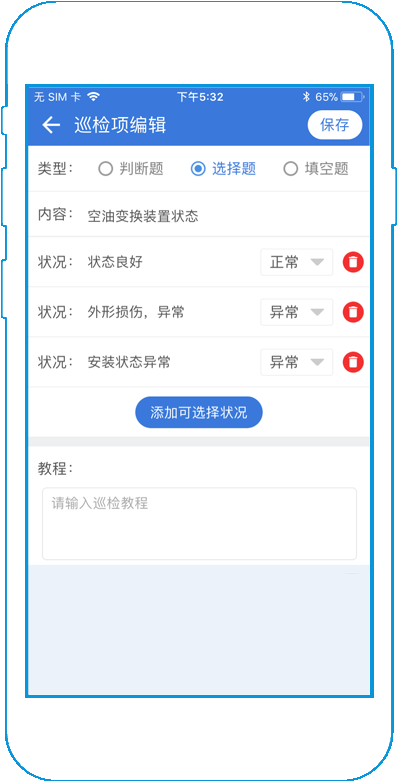 无 SIM 卡 下午5:32 65%
巡检项编辑 保存
类型: 判断题 选择题 填空题
内容: 空油变换装置状态
状况: 状态良好 正常
状况: 外形损伤，异常 异常
状况: 安装状态异常 异常
添加可选择状况
教程:
请输入巡检教程